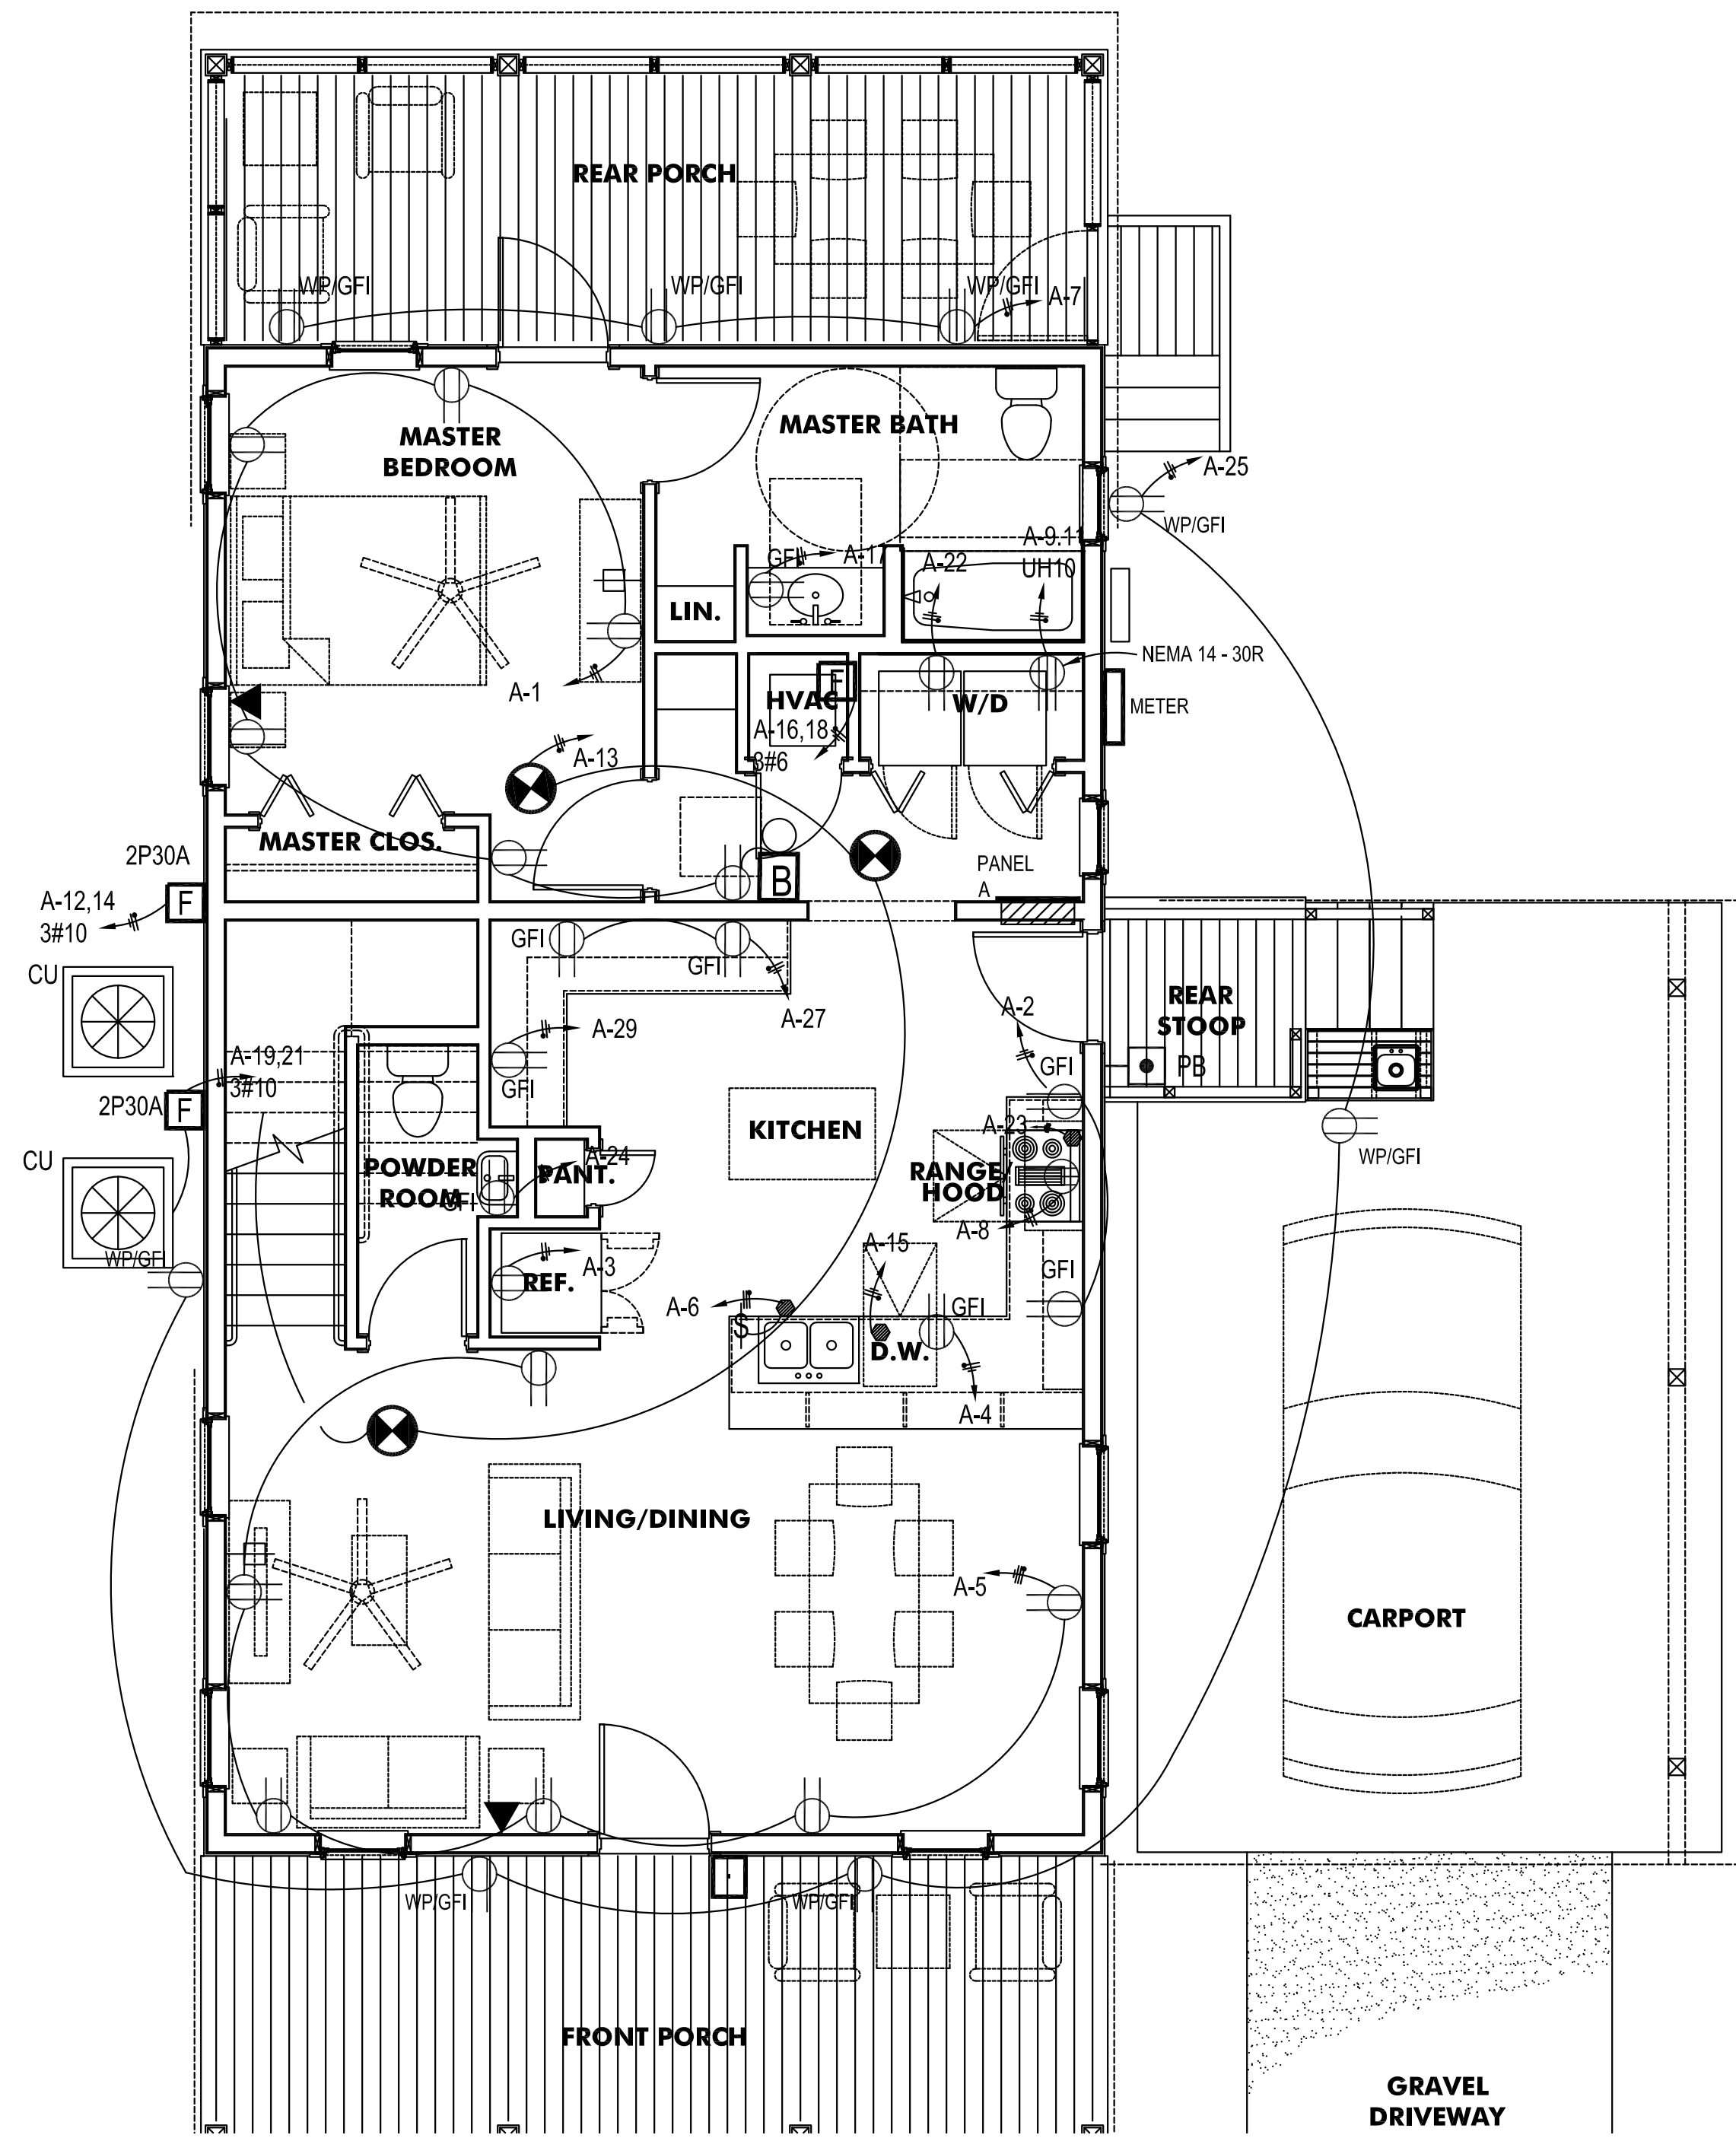 REAR PORCH
WP/GFI
WP/GFI
WP/GFI
A-7
MASTER
BEDROOM
MASTER BATH
A-25
WP/GFI
GFI
A-17
A-9.11
UH10
A-22
LIN.
NEMA 14 - 30R
A-1
F
HVAC
W/D
METER
A-16,18
3#6
A-13
MASTER CLOS.
2P30A
PANEL
A
B
A-12,14
3#10
F
GFI
GFI
CU
A-27
A-2
REAR
STOOP
A-29
GFI
A-19,21
3#10
GFI
PB
2P30A
F
KITCHEN
A-23
WP/GFI
CU
POWDER
ROOM
GFI
A-24
PANT.
RANGE
HOOD
A-8
A-15
WP/GFI
REF.
A-3
GFI
A-6
S
GFI
D.W.
A-4
LIVING/DINING
A-5
CARPORT
WP/GFI
WP/GFI
FRONT PORCH
GRAVEL
DRIVEWAY